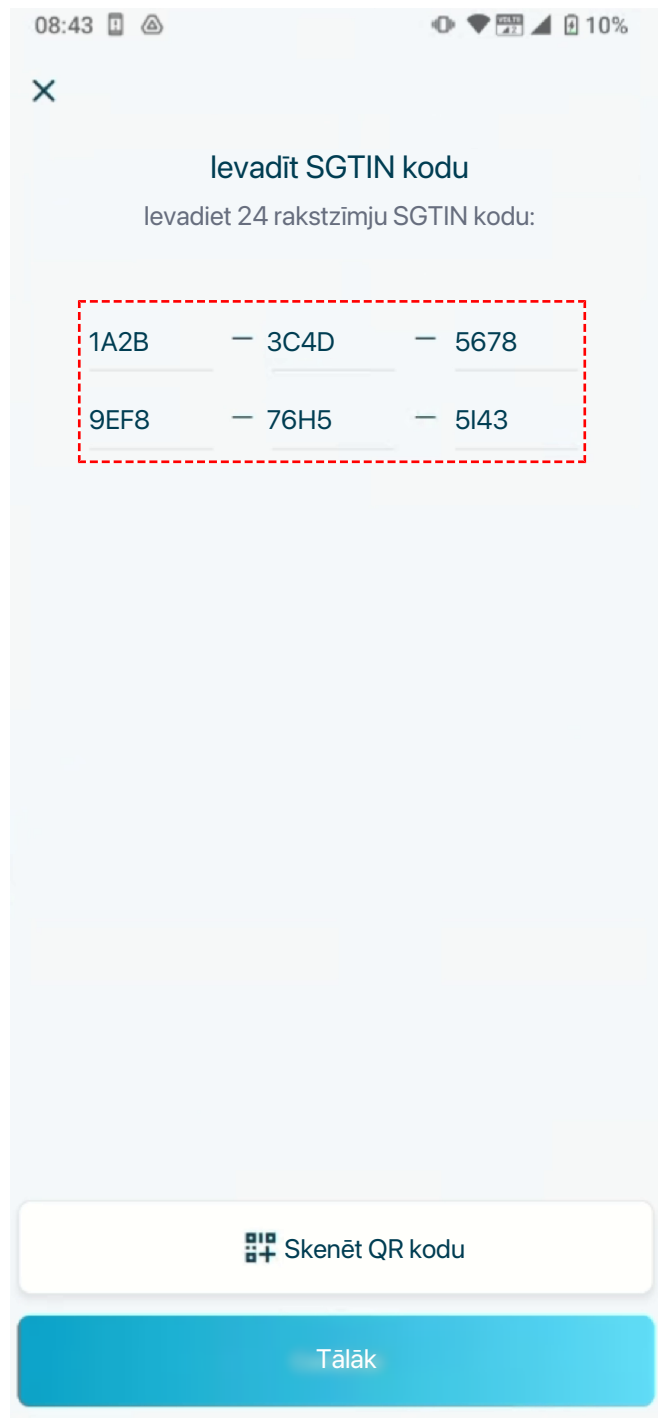 08:43 10%
Ievadīt SGTIN kodu
Ievadiet 24 rakstzīmju SGTIN kodu:
1A2B — 3C4D — 5678
9EF8 — 76H5 — 5I43
Skenēt QR kodu
Tālāk